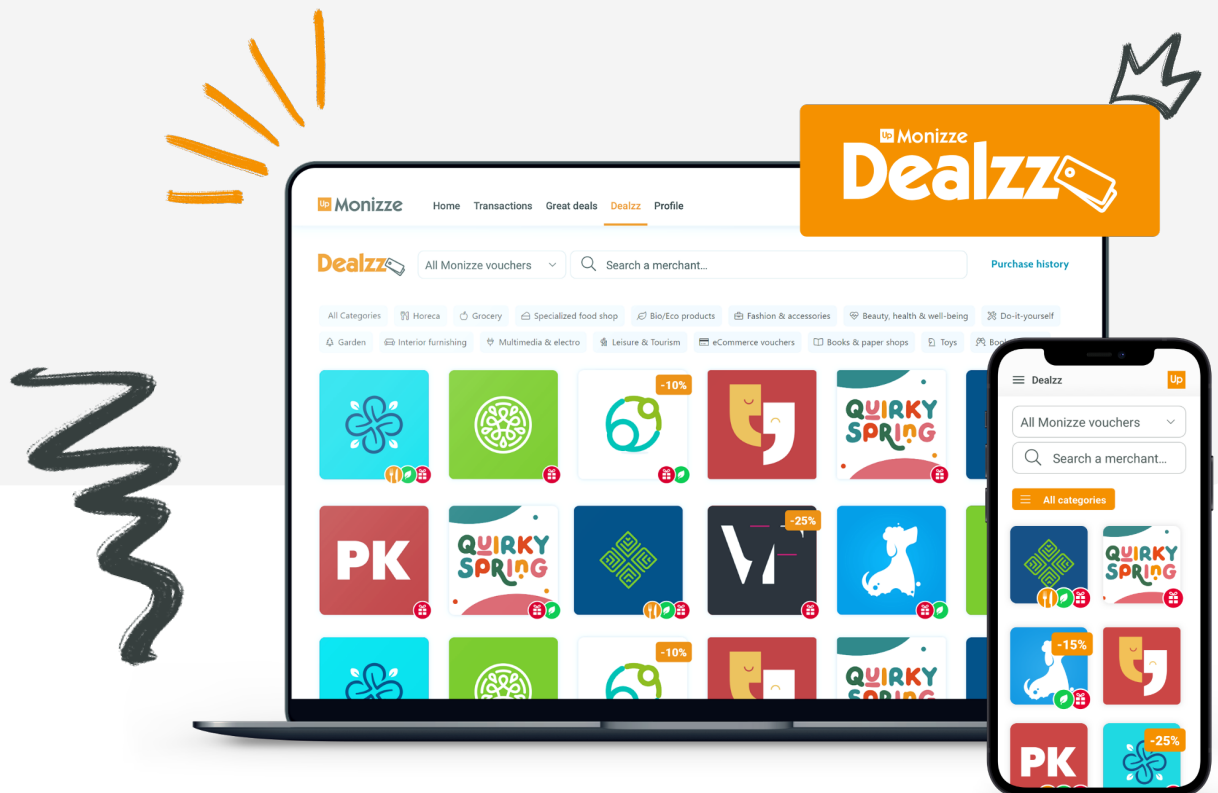 Up Monizze
Dealzz
Up Monizze Home Transactions Great deals Dealzz Profile
Dealzz All Monizze vouchers Search a merchant... Purchase history
All Categories Horeca Grocery Specialized food shop Bio/Eco products Fashion & accessories Beauty, health & well-being Do-it-yourself
Garden Interior furnishing Multimedia & electro Leisure & Tourism eCommerce vouchers Books & paper shops Toys
-10%
QUIRKY
SPRING
PK
QUIRKY
SPRING
-25%
-10%
QUIRKY
SPRING
Dealzz Up
All Monizze vouchers
Search a merchant...
All categories
QUIRKY
SPRING
-15%
PK
-25%